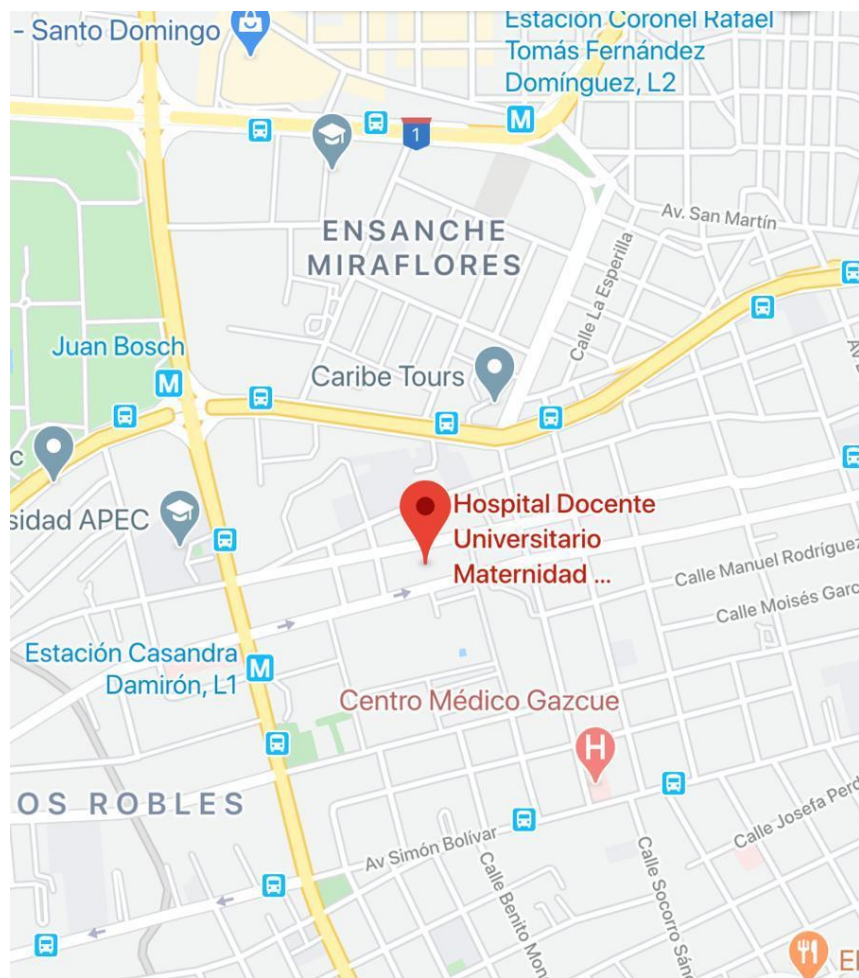 - Santo Domingo
Estación Coronel Rafael
Tomás Fernández
Domínguez, L2
M
1
ENSANCHE
MIRAFLORES
Av. San Martín
Calle La Esperilla
Juan Bosch
M
Caribe Tours
c
sidad APEC
Hospital Docente
Universitario
Maternidad ...
Calle Manuel Rodríguez
Calle Moisés Garc
Estación Casandra
Damirón, L1
M
Centro Médico Gazcue
H
OS ROBLES
Av Simón Bolívar
Calle Josefa Perd
Calle Benito Mon
Calle Socorro Sánc
El